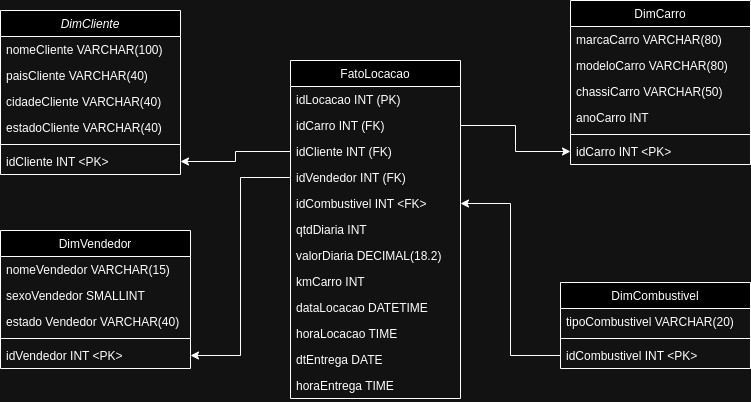 DimCliente
nomeCliente VARCHAR(100)
paisCliente VARCHAR(40)
cidadeCliente VARCHAR(40)
estadoCliente VARCHAR(40)
idCliente INT <PK>
DimVendedor
nomeVendedor VARCHAR(15)
sexoVendedor SMALLINT
estado Vendedor VARCHAR(40)
idVendedor INT <PK>
FatoLocacao
idLocacao INT (PK)
idCarro INT (FK)
idCliente INT (FK)
idVendedor INT (FK)
idCombustivel INT <FK>
qtdDiaria INT
valorDiaria DECIMAL(18.2)
kmCarro INT
dataLocacao DATETIME
horaLocacao TIME
dtEntrega DATE
horaEntrega TIME
DimCarro
marcaCarro VARCHAR(80)
modeloCarro VARCHAR(80)
chassiCarro VARCHAR(50)
anoCarro INT
idCarro INT <PK>
DimCombustivel
tipoCombustivel VARCHAR(20)
idCombustivel INT <PK>